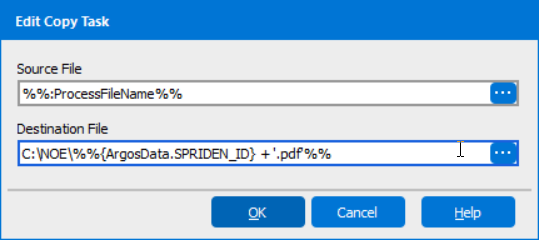 Edit Copy Task
Source File
%%:ProcessFileName%%
...
Destination File
C:\NOE\%%{ArgosData.SPRIDEN_ID} + '.pdf'%%
...
OK
Cancel
Help